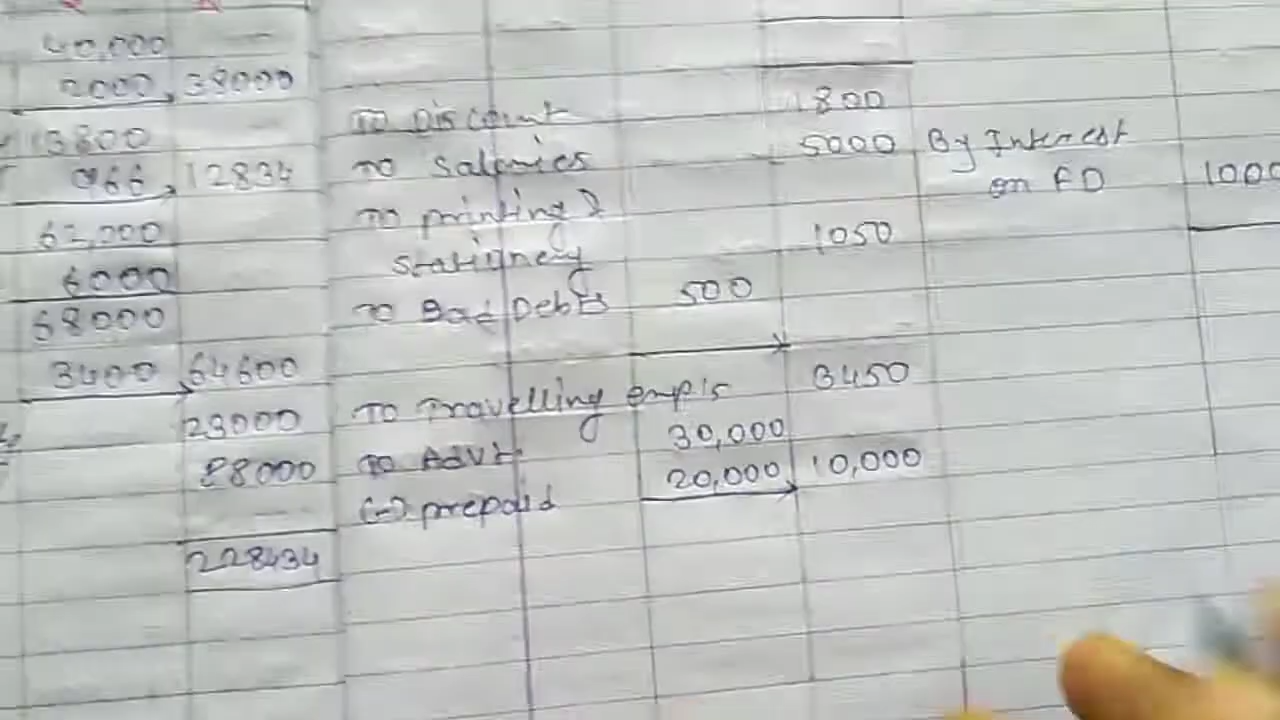 40,000
2000 38000
To Discount 1800
13800
To Salaries 5000 By Interest
966 12834
on FD 1000
To printing &
62,000
1050
stationery
6000
To Bad Debts 500
68000
3400 64600
To Travelling exp's 3450
23000
30,000
88000 To Advt.
20,000 10,000
(-) prepaid
228434